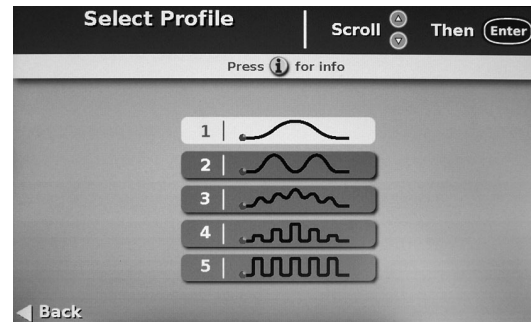 Select Profile
Scroll Then Enter
Press i for info
1
2
3
4
5
Back